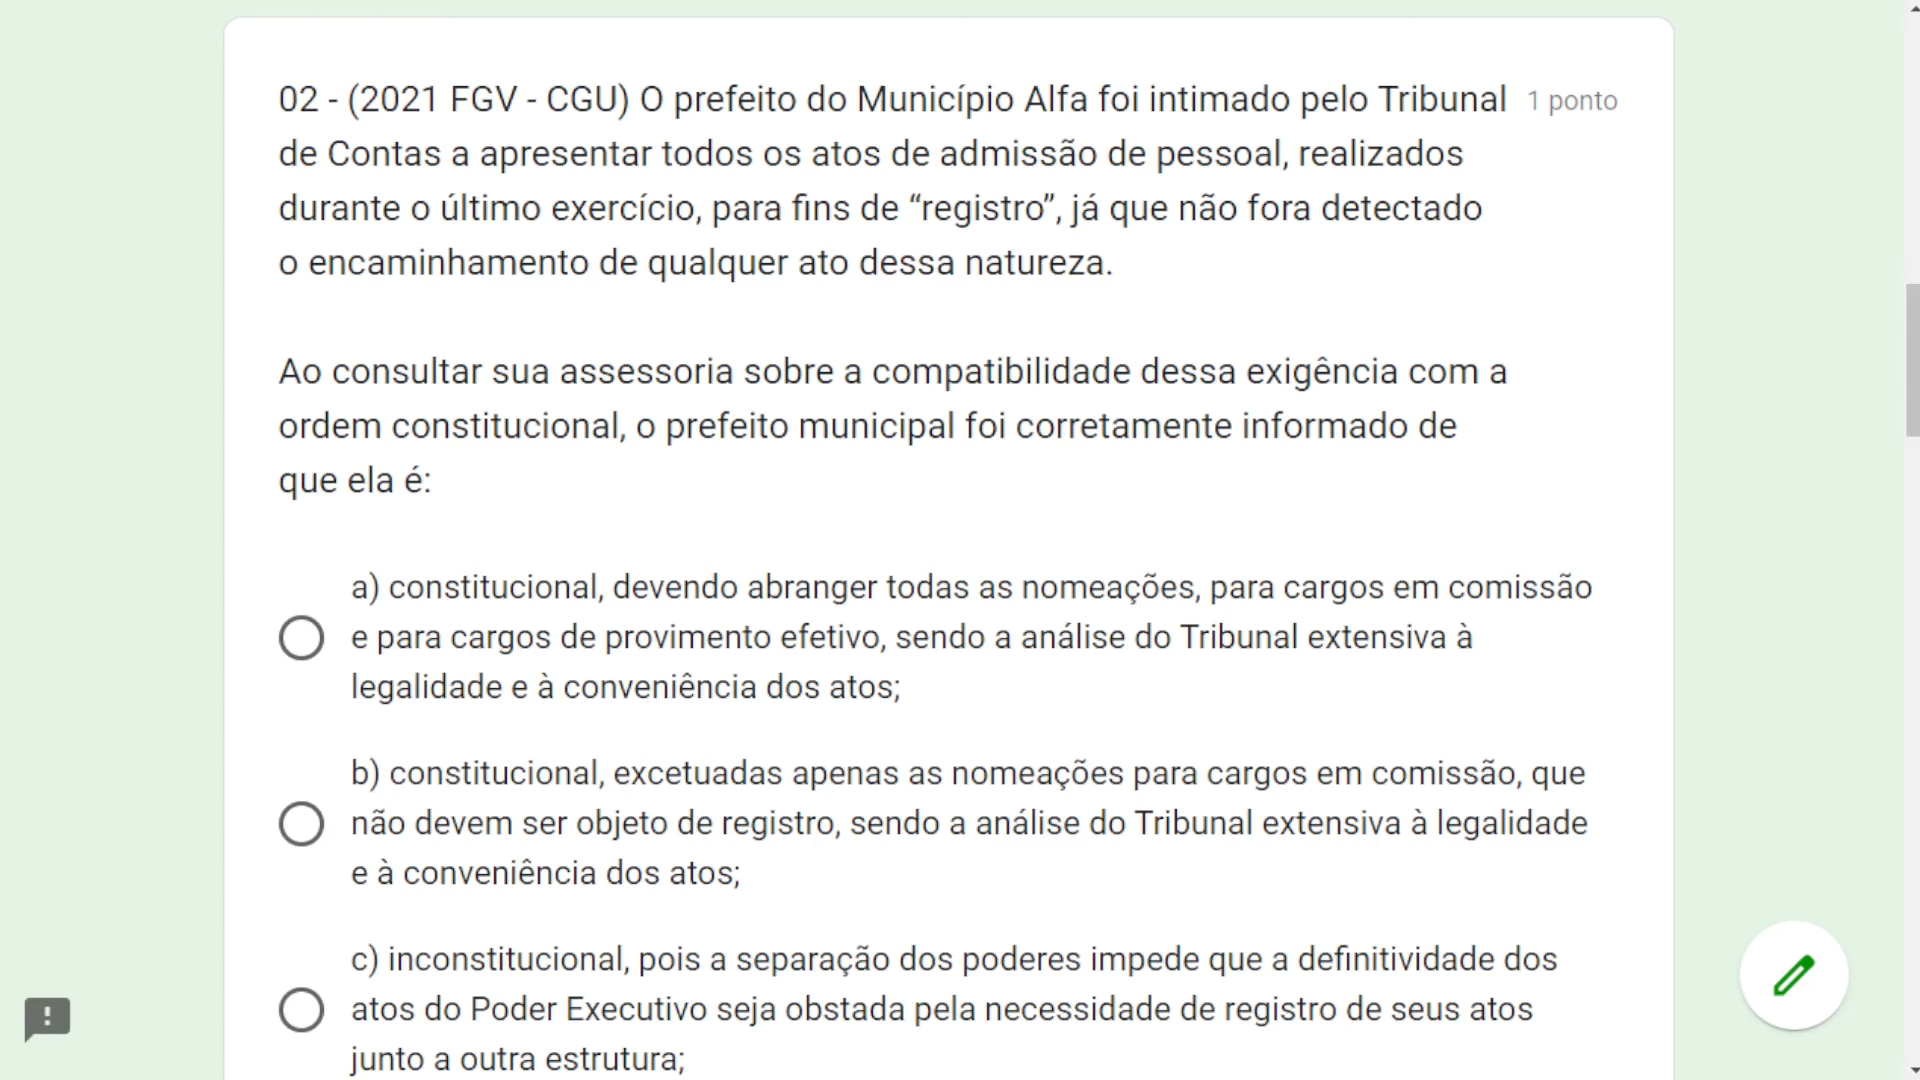 02 - (2021 FGV - CGU) O prefeito do Município Alfa foi intimado pelo Tribunal 1 ponto
de Contas a apresentar todos os atos de admissão de pessoal, realizados
durante o último exercício, para fins de “registro”, já que não fora detectado
o encaminhamento de qualquer ato dessa natureza.
Ao consultar sua assessoria sobre a compatibilidade dessa exigência com a
ordem constitucional, o prefeito municipal foi corretamente informado de
que ela é:
a) constitucional, devendo abranger todas as nomeações, para cargos em comissão
e para cargos de provimento efetivo, sendo a análise do Tribunal extensiva à
legalidade e à conveniência dos atos;
b) constitucional, excetuadas apenas as nomeações para cargos em comissão, que
não devem ser objeto de registro, sendo a análise do Tribunal extensiva à legalidade
e à conveniência dos atos;
c) inconstitucional, pois a separação dos poderes impede que a definitividade dos
atos do Poder Executivo seja obstada pela necessidade de registro de seus atos
junto a outra estrutura;